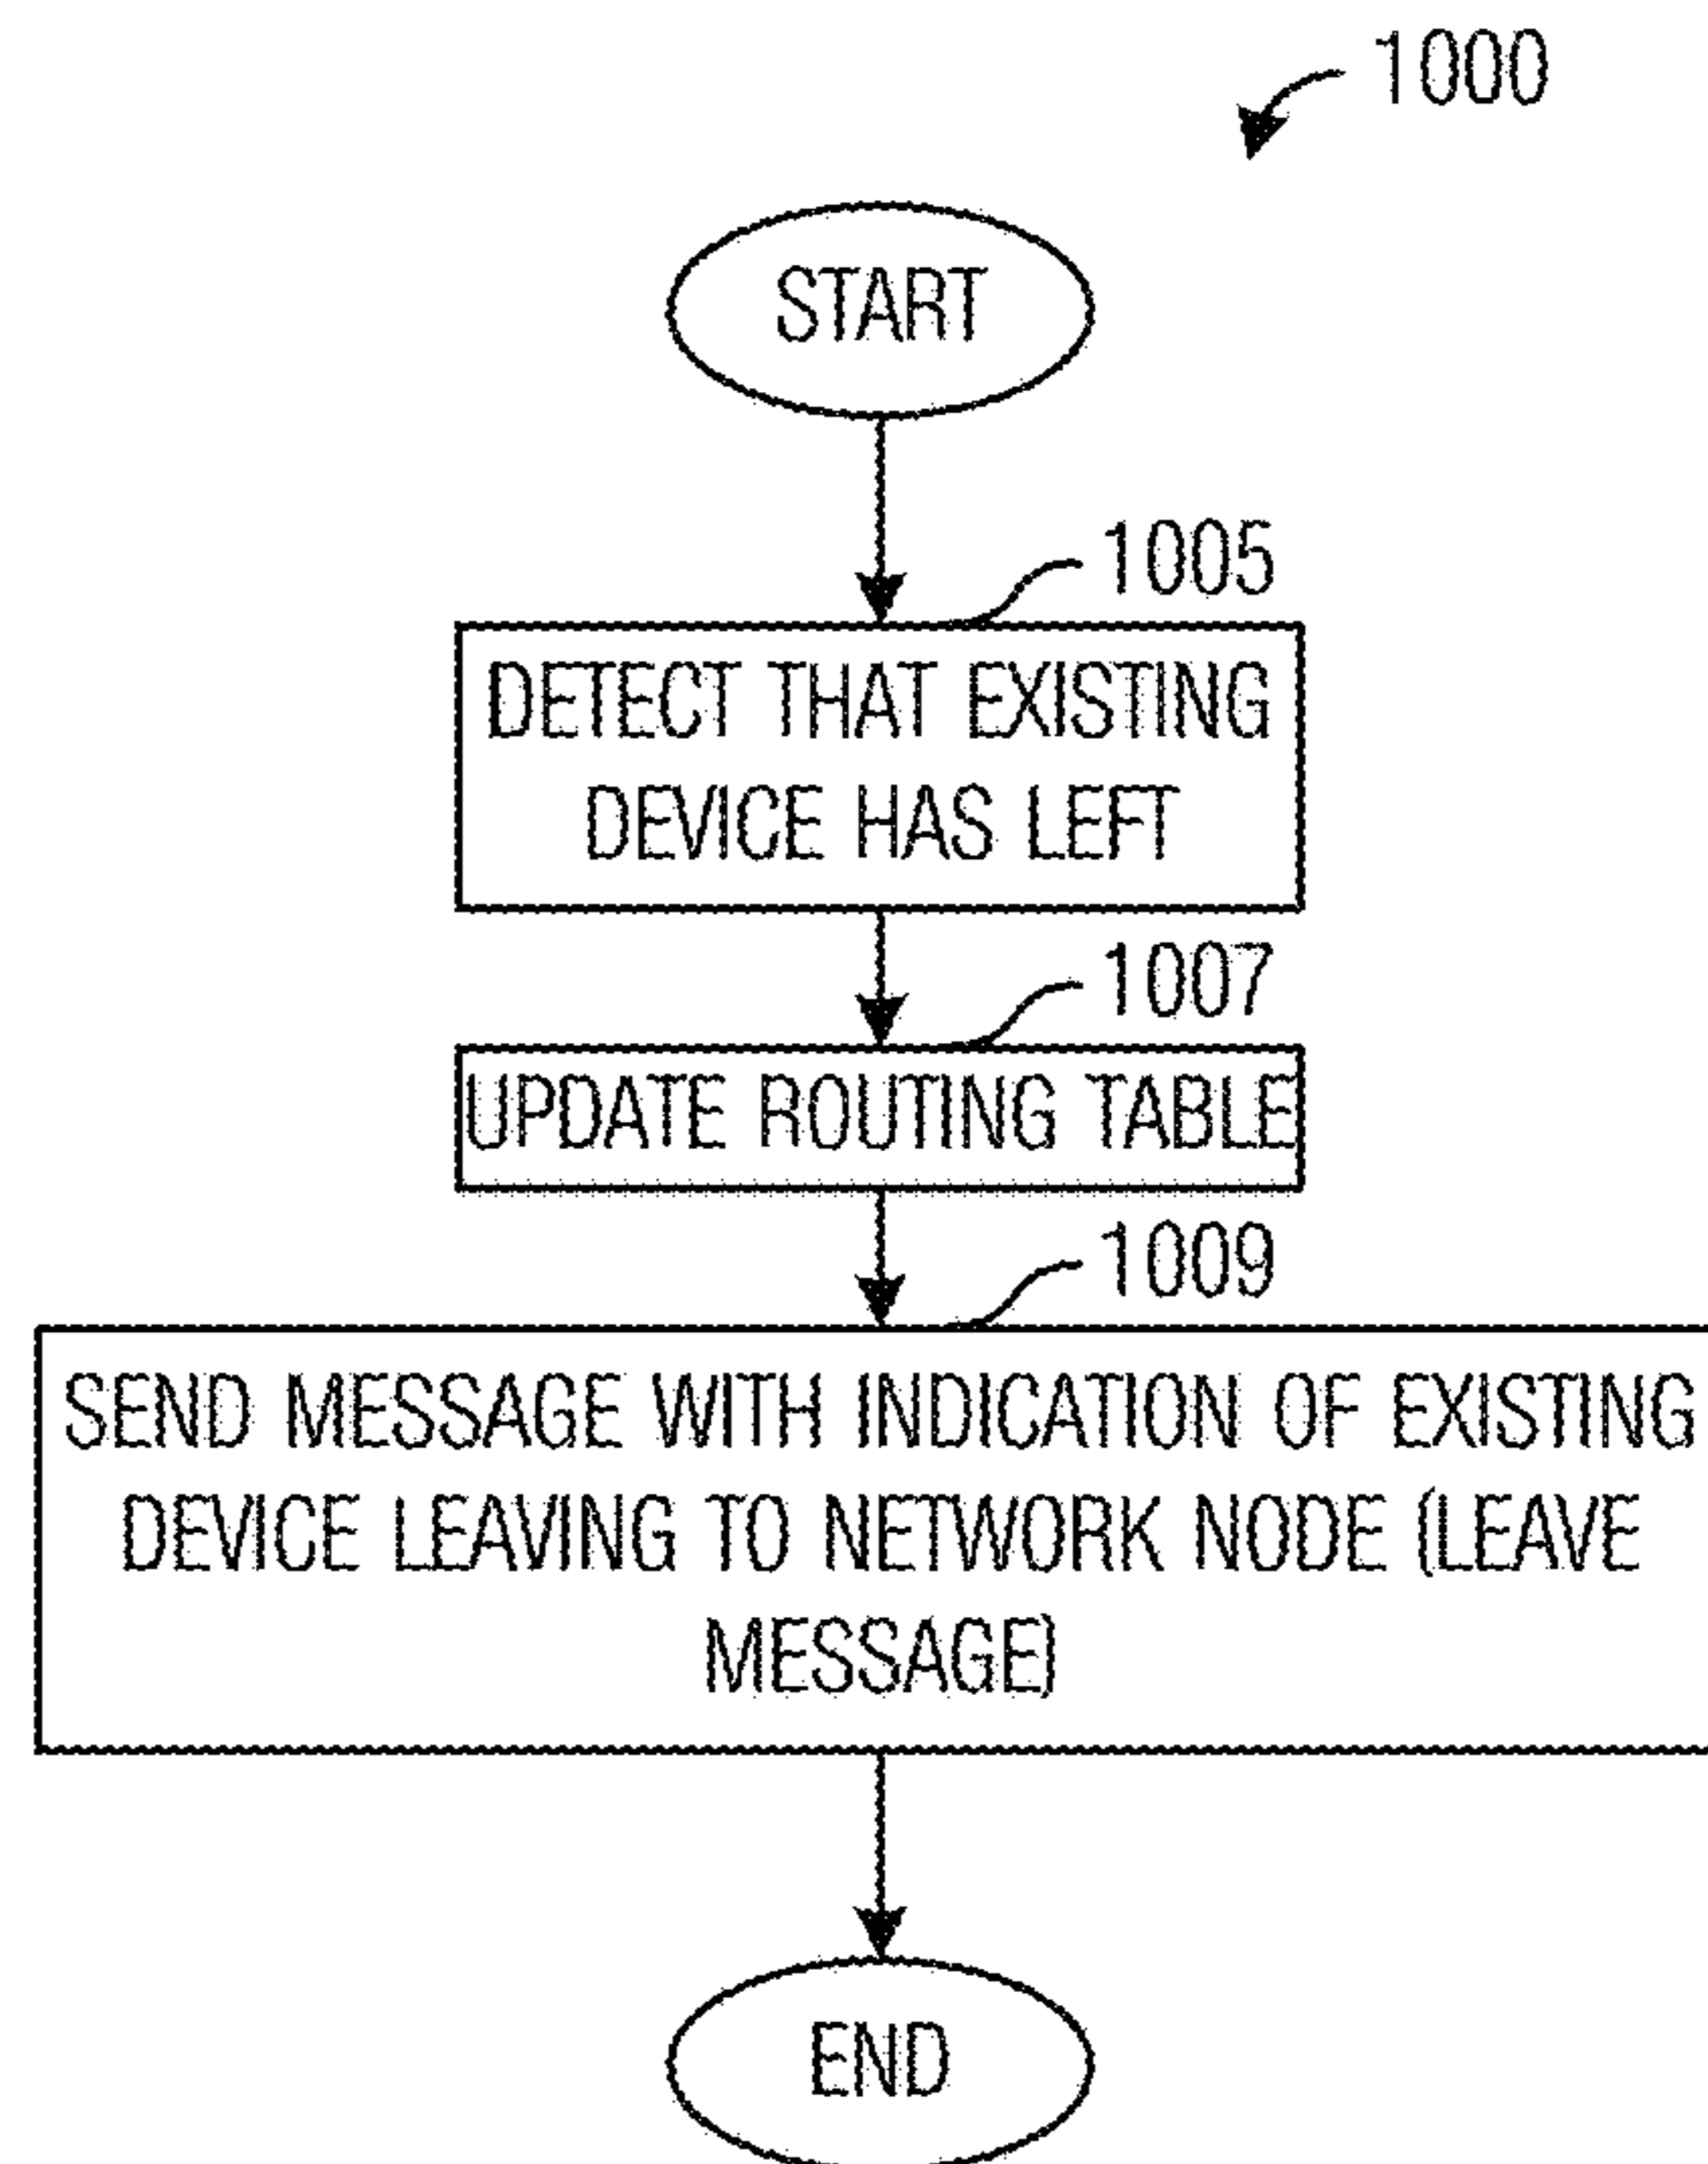 1000
START
1005
DETECT THAT EXISTING
DEVICE HAS LEFT
1007
UPDATE ROUTING TABLE
1009
SEND MESSAGE WITH INDICATION OF EXISTING
DEVICE LEAVING TO NETWORK NODE (LEAVE
MESSAGE)
END